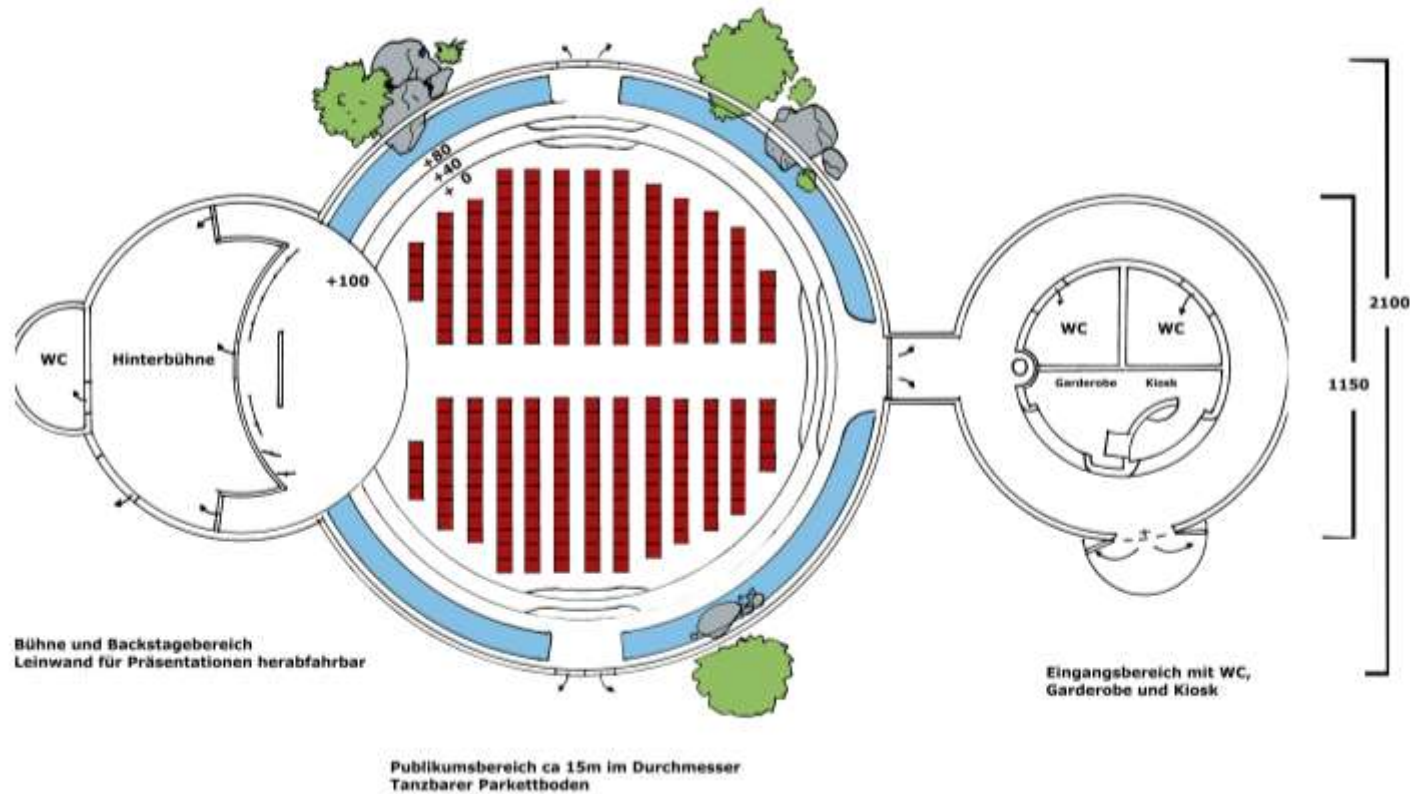 +80
+40
+ 0
+100
2100
WC
Hinterbühne
WC
WC
1150
Garderobe
Kiosk
Bühne und Backstagebereich
Leinwand für Präsentationen herabfahrbar
Eingangsbereich mit WC,
Garderobe und Kiosk
Publikumsbereich ca 15m im Durchmesser
Tanzbarer Parkettboden